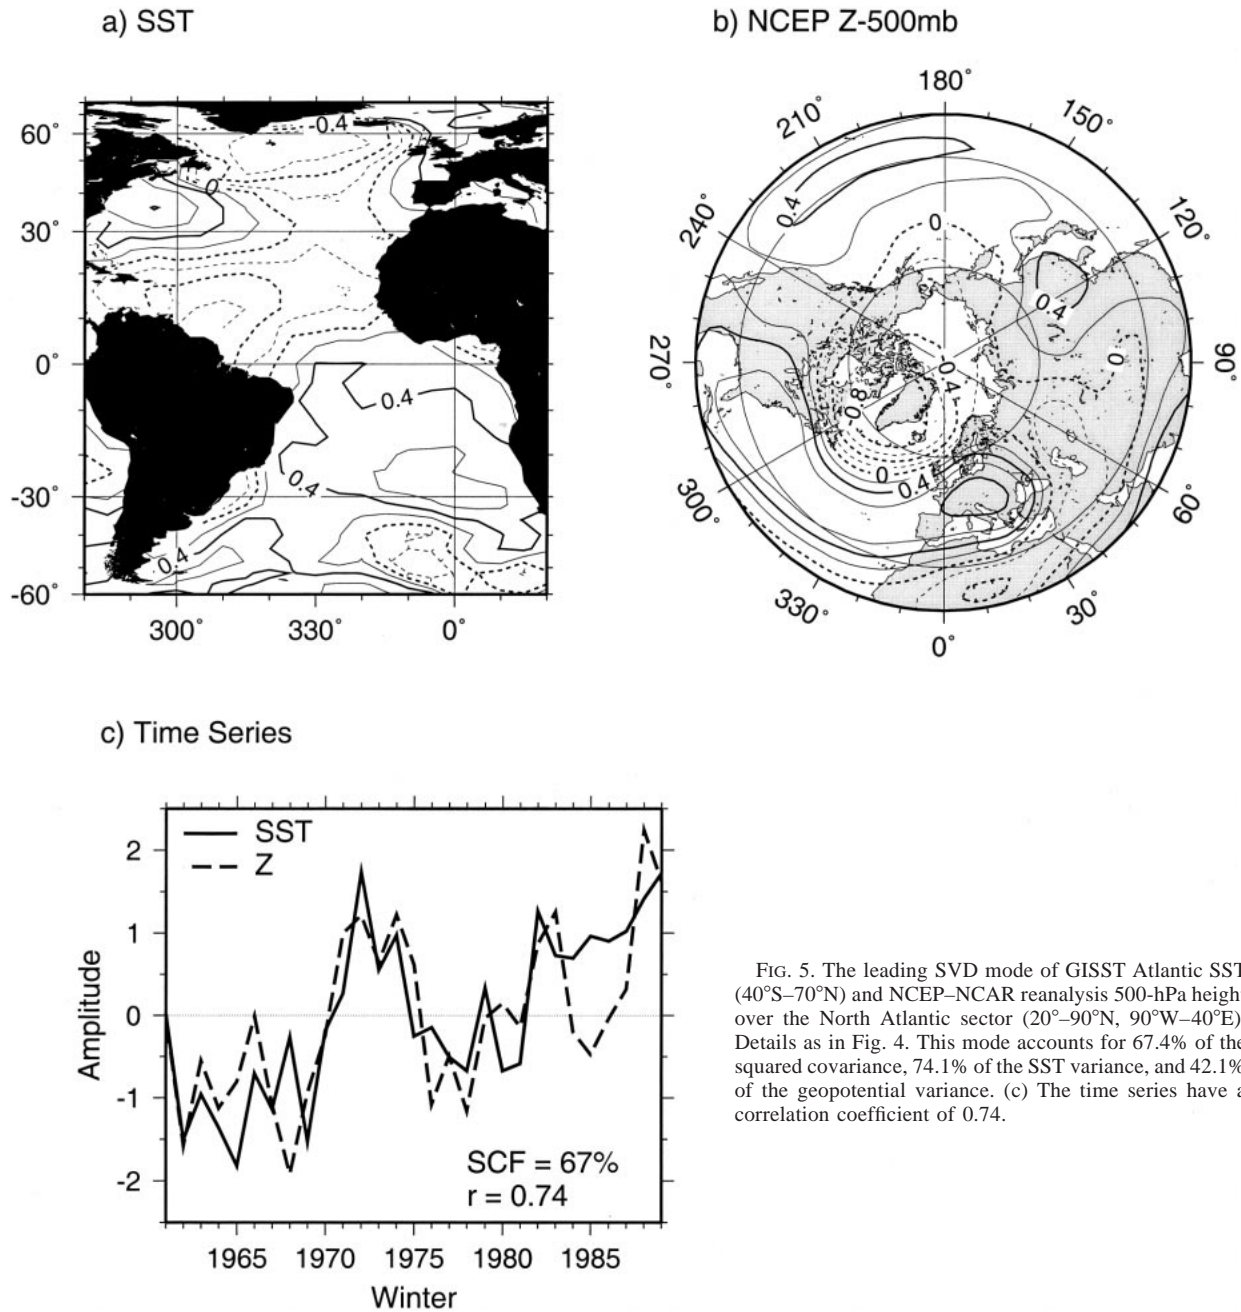 a) SST
b) NCEP Z-500mb
60°
30°
0°
-30°
-60°
300°
330°
0°
-0.4
0
0.4
0.4
0.4
180°
150°
120°
90°
60°
30°
0°
330°
300°
270°
240°
210°
0.4
0
0.4
0
-0.4
0.8
0
0.4
c) Time Series
SST
Z
2
1
0
-1
-2
Amplitude
SCF = 67%
r = 0.74
1965
1970
1975
1980
1985
Winter
FIG. 5. The leading SVD mode of GISST Atlantic SST
(40°S–70°N) and NCEP–NCAR reanalysis 500-hPa height
over the North Atlantic sector (20°–90°N, 90°W–40°E)
Details as in Fig. 4. This mode accounts for 67.4% of the
squared covariance, 74.1% of the SST variance, and 42.1%
of the geopotential variance. (c) The time series have a
correlation coefficient of 0.74.